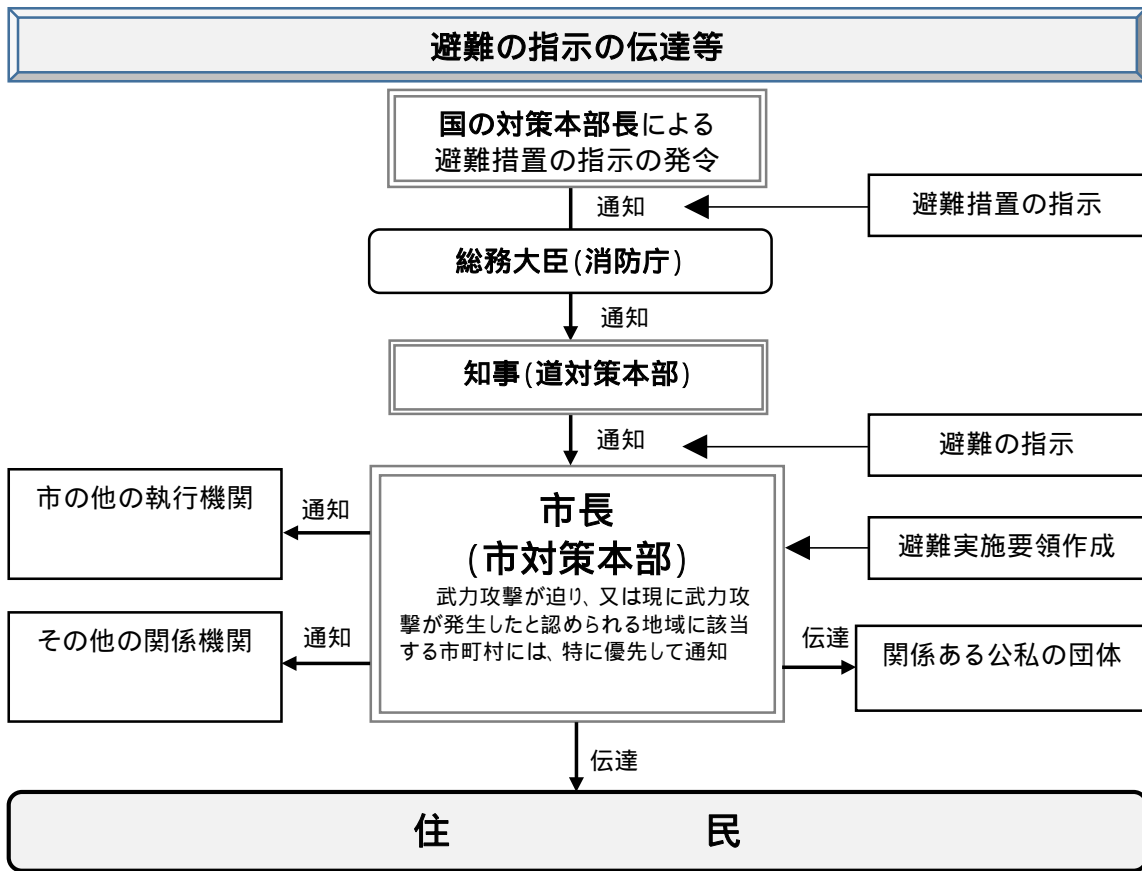 避難の指示の伝達等
国の対策本部長による
避難措置の指示の発令
通知
避難措置の指示
総務大臣(消防庁)
通知
知事(道対策本部)
通知
避難の指示
市の他の執行機関
通知
市長
(市対策本部)
武力攻撃が迫り、又は現に武力攻
撃が発生したと認められる地域に該当
する市町村には、特に優先して通知
避難実施要領作成
その他の関係機関
通知
伝達
関係ある公私の団体
伝達
住 民